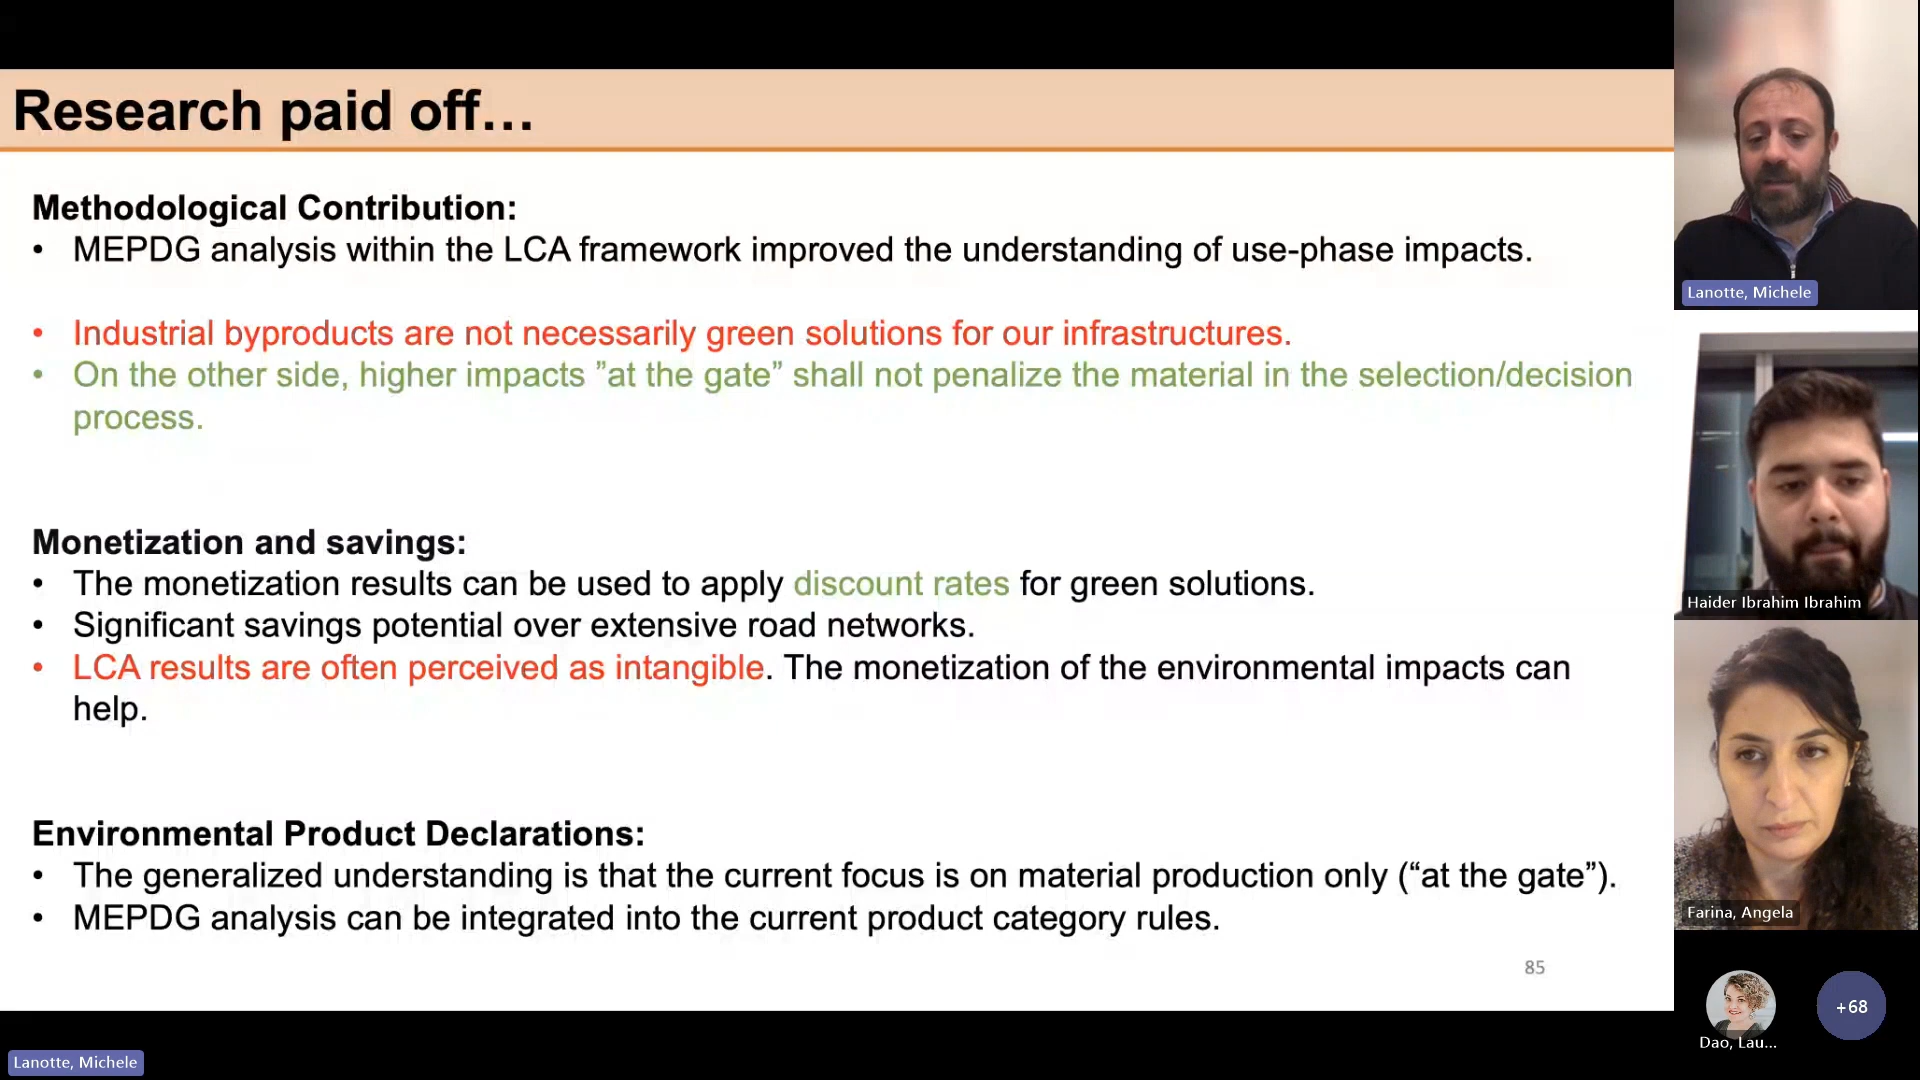 Research paid off…
Methodological Contribution:
• MEPDG analysis within the LCA framework improved the understanding of use-phase impacts.
• Industrial byproducts are not necessarily green solutions for our infrastructures.
• On the other side, higher impacts ”at the gate” shall not penalize the material in the selection/decision
process.
Monetization and savings:
• The monetization results can be used to apply discount rates for green solutions.
• Significant savings potential over extensive road networks.
• LCA results are often perceived as intangible. The monetization of the environmental impacts can
help.
Environmental Product Declarations:
• The generalized understanding is that the current focus is on material production only (“at the gate”).
• MEPDG analysis can be integrated into the current product category rules.
85
Lanotte, Michele
Lanotte, Michele
Haider Ibrahim Ibrahim
Farina, Angela
Dao, Lau...
+68